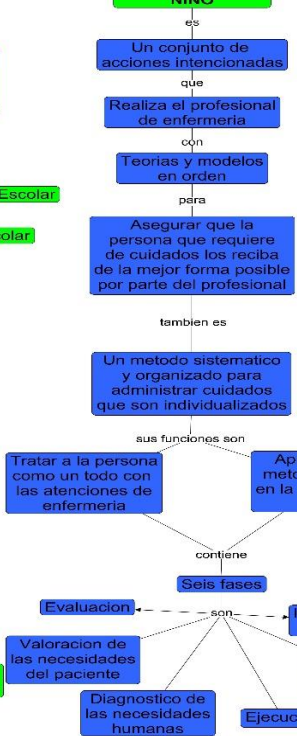 NIÑO
es
Un conjunto de
acciones intencionadas
que
Realiza el profesional
de enfermeria
con
Teorias y modelos
en orden
Escolar
para
colar
Asegurar que la
persona que requiere
de cuidados los reciba
de la mejor forma posible
por parte del profesional
tambien es
Un metodo sistematico
y organizado para
administrar cuidados
que son individualizados
sus funciones son
Tratar a la persona
como un todo con
las atenciones de
enfermeria
Ap
meto
en la
contiene
Seis fases
Evaluacion
son
Valoracion de
las necesidades
del paciente
Diagnostico de
las necesidades
humanas
Ejecuc